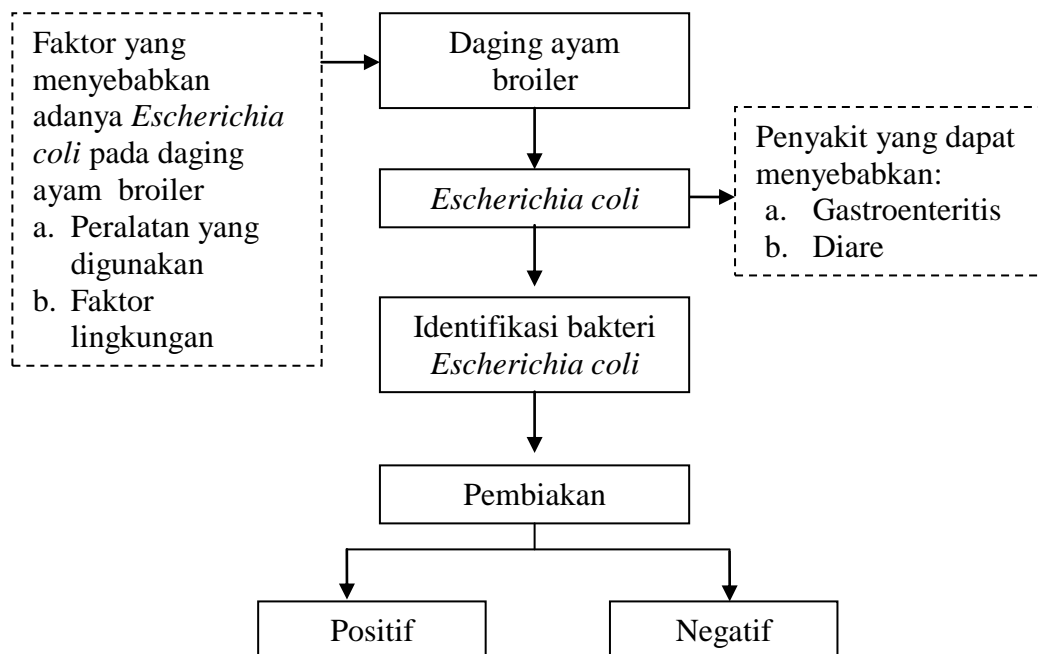 Faktor yang
menyebabkan
adanya Escherichia
coli pada daging
ayam broiler
a. Peralatan yang
digunakan
b. Faktor
lingkungan
Daging ayam
broiler
Escherichia coli
Penyakit yang dapat
menyebabkan:
a. Gastroenteritis
b. Diare
Identifikasi bakteri
Escherichia coli
Pembiakan
Positif
Negatif